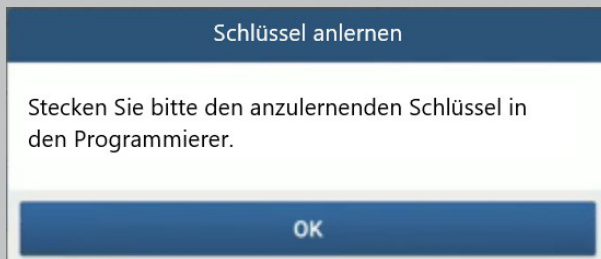 Schlüssel anlernen
Stecken Sie bitte den anzulernenden Schlüssel in
den Programmierer.
OK